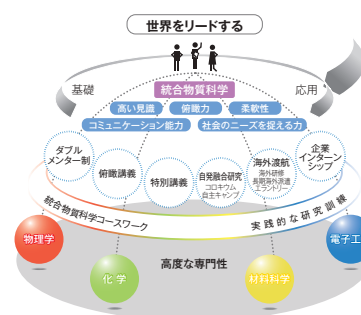 世界をリードする
基礎
応用
統合物質科学
高い見識
俯瞰力
柔軟性
コミュニケーション能力
社会のニーズを捉える力
ダブル
メンター制
俯瞰講義
特別講義
自発融合研究
コロキウム
自主キャンプ
海外渡航
海外研修
長期海外派遣
エラントリー
企業
インターン
シップ
統合物質科学コースワーク
実践的な研究訓練
物理学
化学
高度な専門性
材料科学
電子工